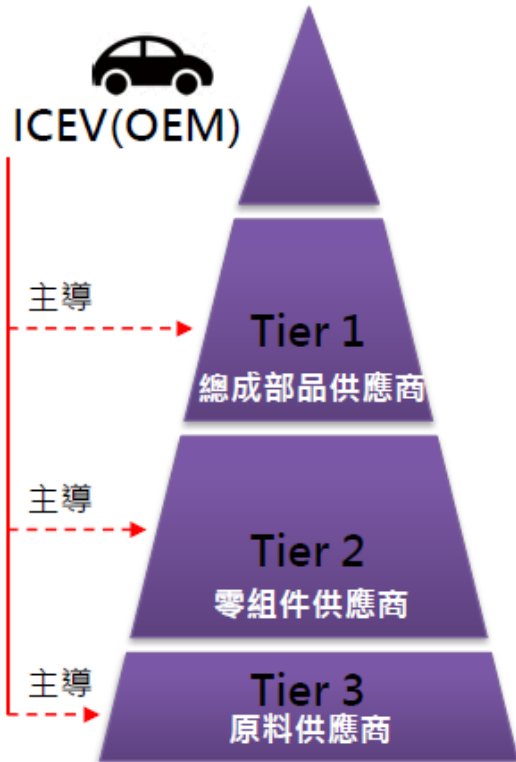 ICEV(OEM)
主導
Tier 1
總成部品供應商
主導
Tier 2
零組件供應商
主導
Tier 3
原料供應商